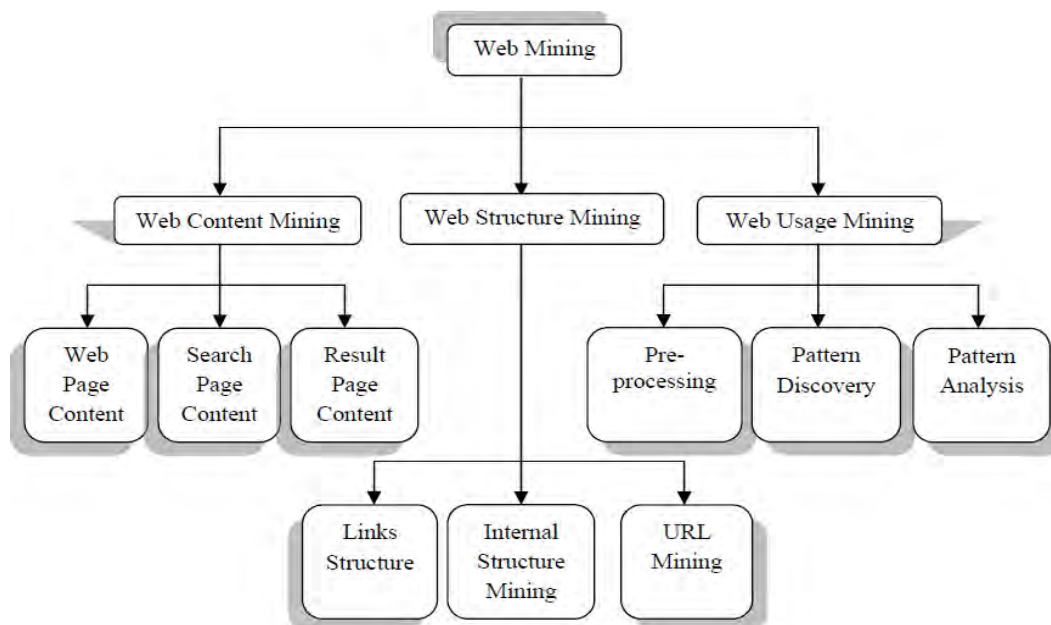 Web Mining
Web Content Mining
Web Structure Mining
Web Usage Mining
Web
Page
Content
Search
Page
Content
Result
Page
Content
Pre-
processing
Pattern
Discovery
Pattern
Analysis
Links
Structure
Internal
Structure
Mining
URL
Mining